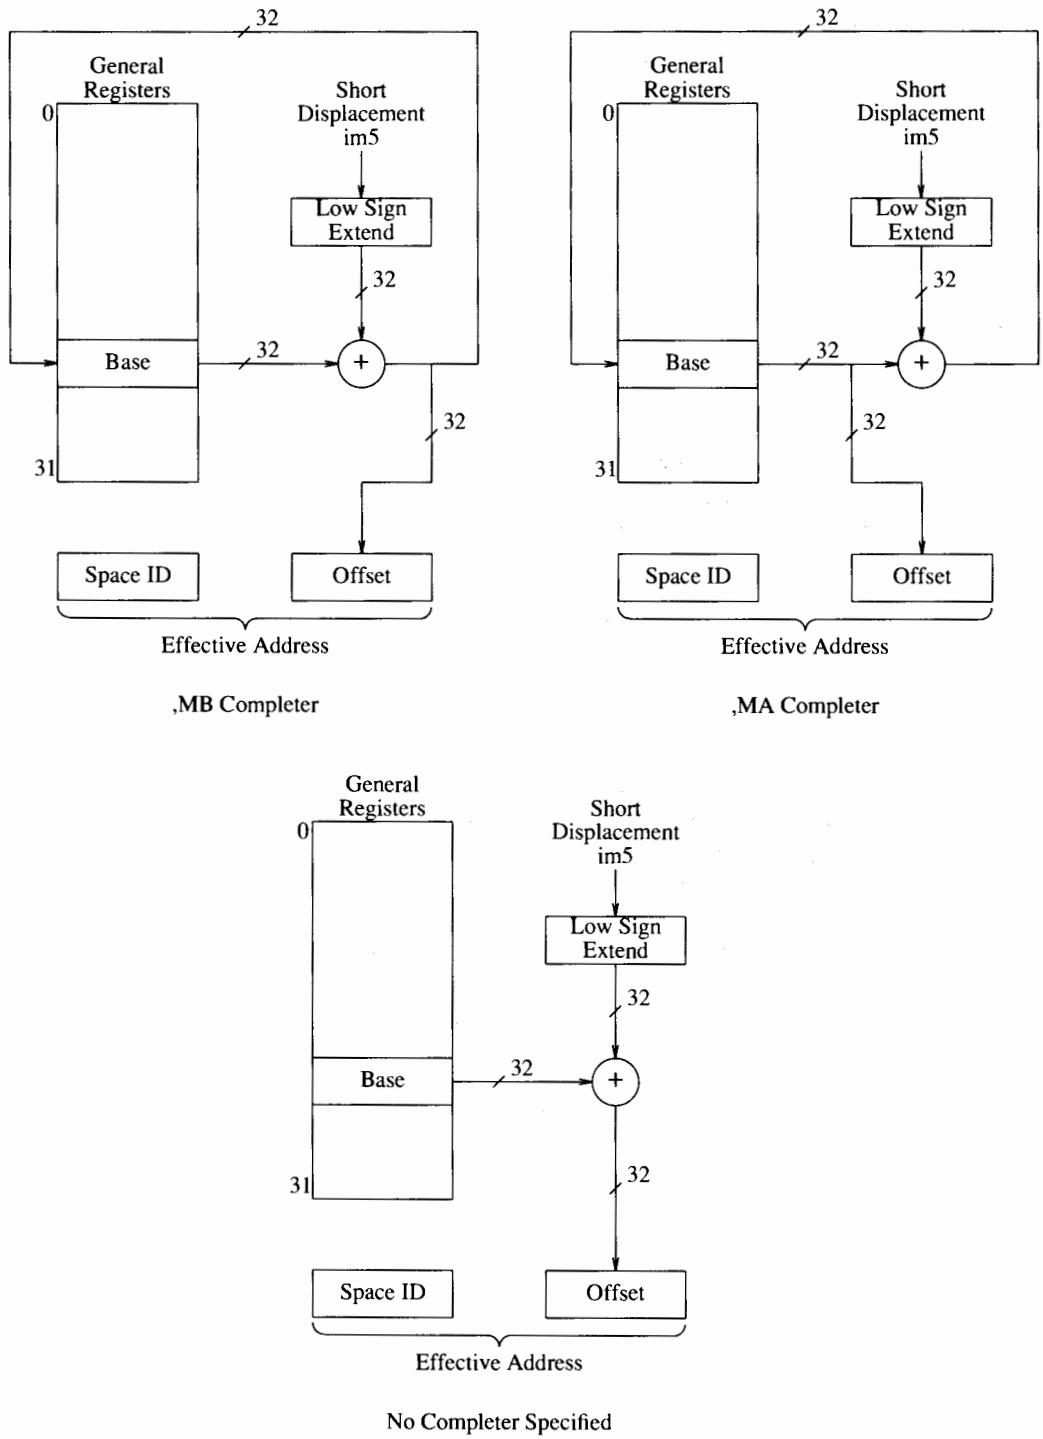 32
General
Registers
0
Short
Displacement
im5
Low Sign
Extend
32
Base
32
+
32
31
Space ID
Offset
Effective Address
,MB Completer
32
General
Registers
0
Short
Displacement
im5
Low Sign
Extend
32
Base
32
+
32
31
Space ID
Offset
Effective Address
,MA Completer
General
Registers
0
Short
Displacement
im5
Low Sign
Extend
32
Base
32
+
32
31
Space ID
Offset
Effective Address
No Completer Specified